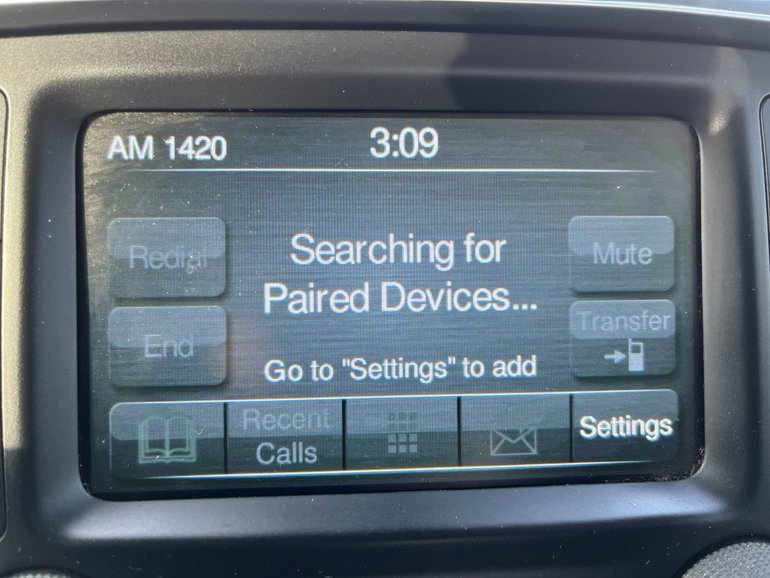 AM 1420
3:09
Redial
Searching for
Paired Devices...
Mute
End
Go to "Settings" to add
Transfer
Recent
Calls
Settings